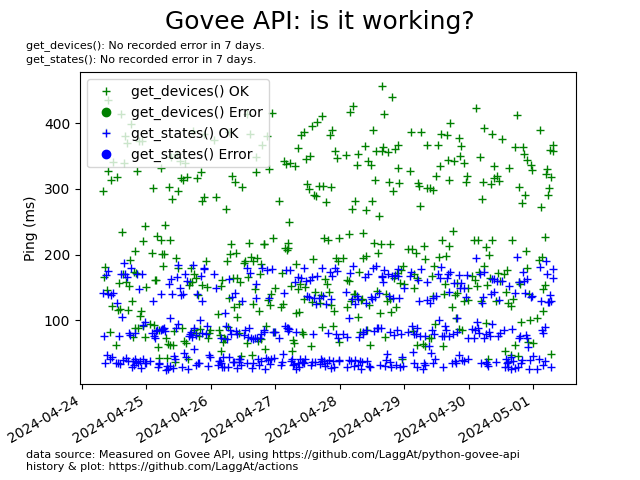 Govee API: is it working?
get_devices(): No recorded error in 7 days.
get_states(): No recorded error in 7 days.
get_devices() OK
get_devices() Error
get_states() OK
get_states() Error
Ping (ms)
400
300
200
100
2024-04-24
2024-04-25
2024-04-26
2024-04-27
2024-04-28
2024-04-29
2024-04-30
2024-05-01
data source: Measured on Govee API, using https://github.com/LaggAt/python-govee-api
history & plot: https://github.com/LaggAt/actions